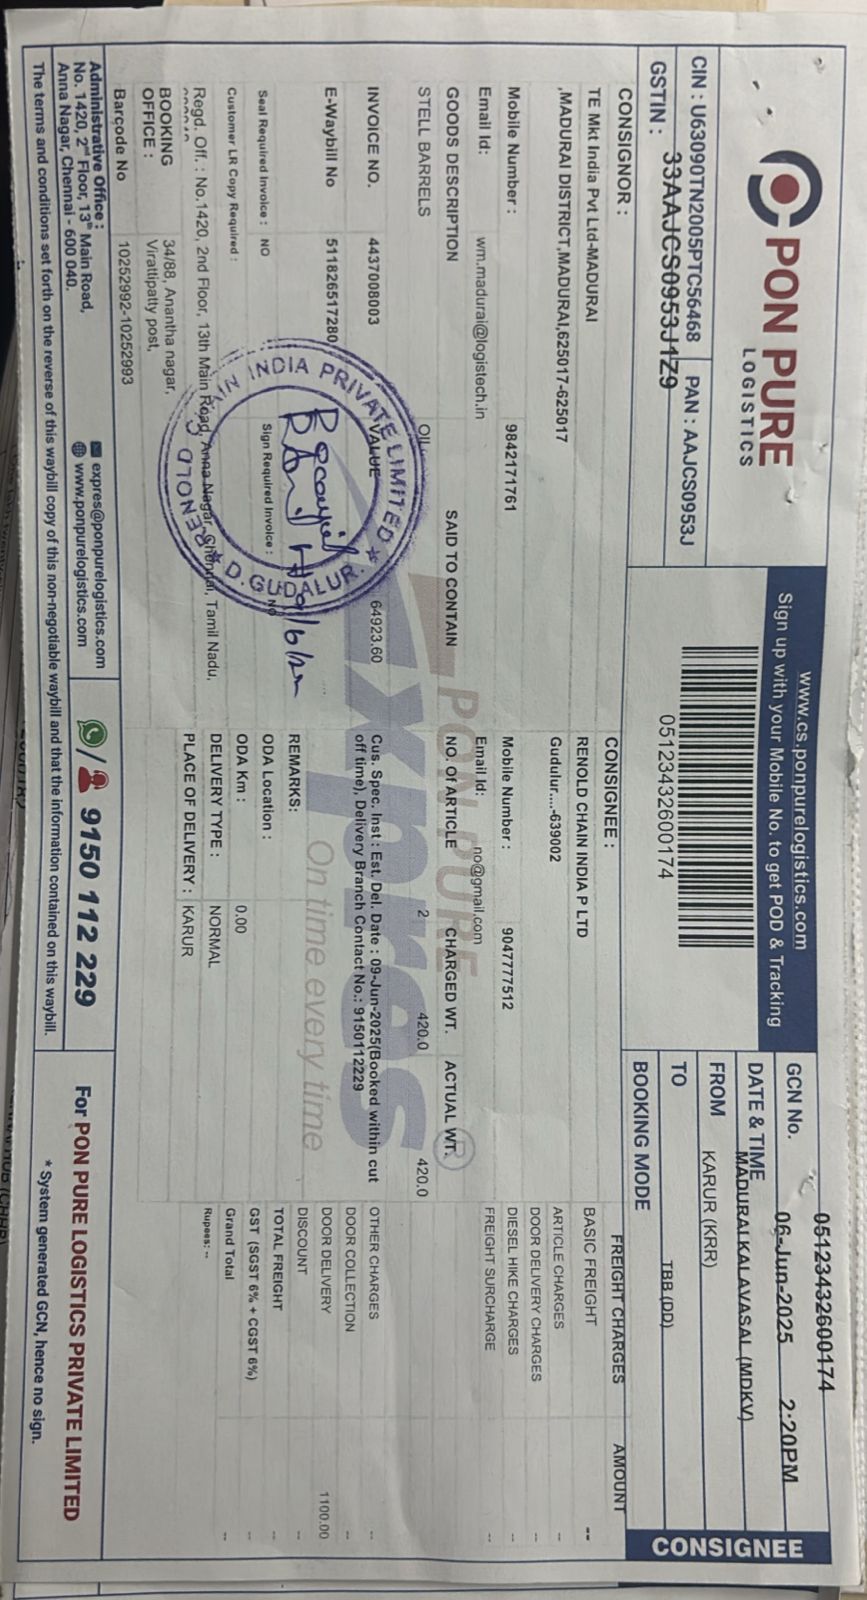 PON PURE
LOGISTICS
CIN : U63090TN2005PTC56468 PAN : AAJCS0953J
GSTIN : 33AAJCS0953J1Z9
www.cs.ponpurelogistics.com
Sign up with your Mobile No. to get POD & Tracking
05123432600174
GCN No. 05123432600174
DATE & TIME 06-Jun-2025 2:20PM
FROM MADURAI KALAVASAL (MDKV)
TO KARUR (KRR)
BOOKING MODE TBB (DD)
CONSIGNEE
CONSIGNOR :
TE Mkt India Pvt Ltd-MADURAI
,MADURAI DISTRICT,MADURAI,625017-625017
Mobile Number : 9842171761
Email Id: wm.madurai@logistech.in
CONSIGNEE :
RENOLD CHAIN INDIA P LTD
Gudulur....-639002
Mobile Number : 9047777512
Email Id: no@gmail.com
GOODS DESCRIPTION SAID TO CONTAIN NO. OF ARTICLE CHARGED WT. ACTUAL WT.
STELL BARRELS OIL 2 420.0 420.0
INVOICE NO. 4437008003 VALUE 64923.60
E-Waybill No 511826517280
Seal Required Invoice : NO Sign Required Invoice : NO
Customer LR Copy Required :
Regd. Off. : No.1420, 2nd Floor, 13th Main Road, Anna Nagar, Chennai, Tamil Nadu,
BOOKING OFFICE : 34/88, Anantha nagar,
Virattipatty post,
Barcode No 10252992-10252993
Cus. Spec. Inst : Est. Del. Date : 09-Jun-2025(Booked within cut
off time), Delivery Branch Contact No.: 9150112229
REMARKS:
ODA Location :
ODA Km : 0.00
DELIVERY TYPE : NORMAL
PLACE OF DELIVERY : KARUR
PON PURE
Xpres ®
On time every time
FREIGHT CHARGES AMOUNT
BASIC FREIGHT --
ARTICLE CHARGES --
DOOR DELIVERY CHARGES --
DIESEL HIKE CHARGES --
FREIGHT SURCHARGE --
OTHER CHARGES --
DOOR COLLECTION --
DOOR DELIVERY 1100.00
DISCOUNT --
TOTAL FREIGHT --
GST (SGST 6% + CGST 6%) --
Grand Total --
Rupees: --
RENOLD CHAIN INDIA PRIVATE LIMITED
D.GUDALUR.
Received
Administrative Office :
No. 1420, 2nd Floor, 13th Main Road,
Anna Nagar, Chennai - 600 040.
expres@ponpurelogistics.com
www.ponpurelogistics.com
9150 112 229
The terms and conditions set forth on the reverse of this waybill copy of this non-negotiable waybill and that the information contained on this waybill.
For PON PURE LOGISTICS PRIVATE LIMITED
* System generated GCN, hence no sign.